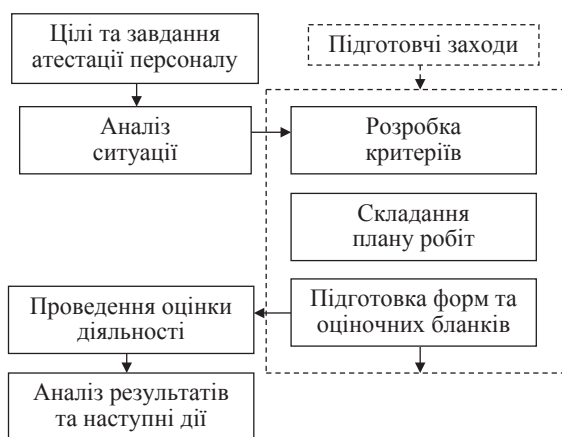 Цілі та завдання
атестації персоналу
Підготовчі заходи
Аналіз
ситуації
Розробка
критеріїв
Складання
плану робіт
Підготовка форм та
оціночних бланків
Проведення оцінки
діяльності
Аналіз результатів
та наступні дії